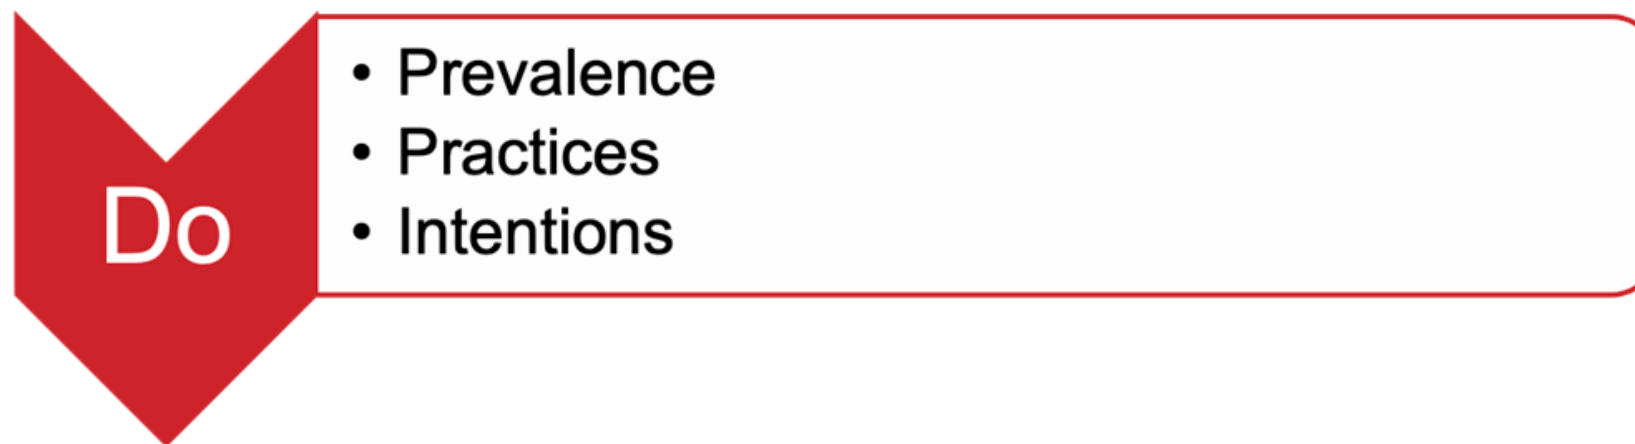 Do
• Prevalence
• Practices
• Intentions